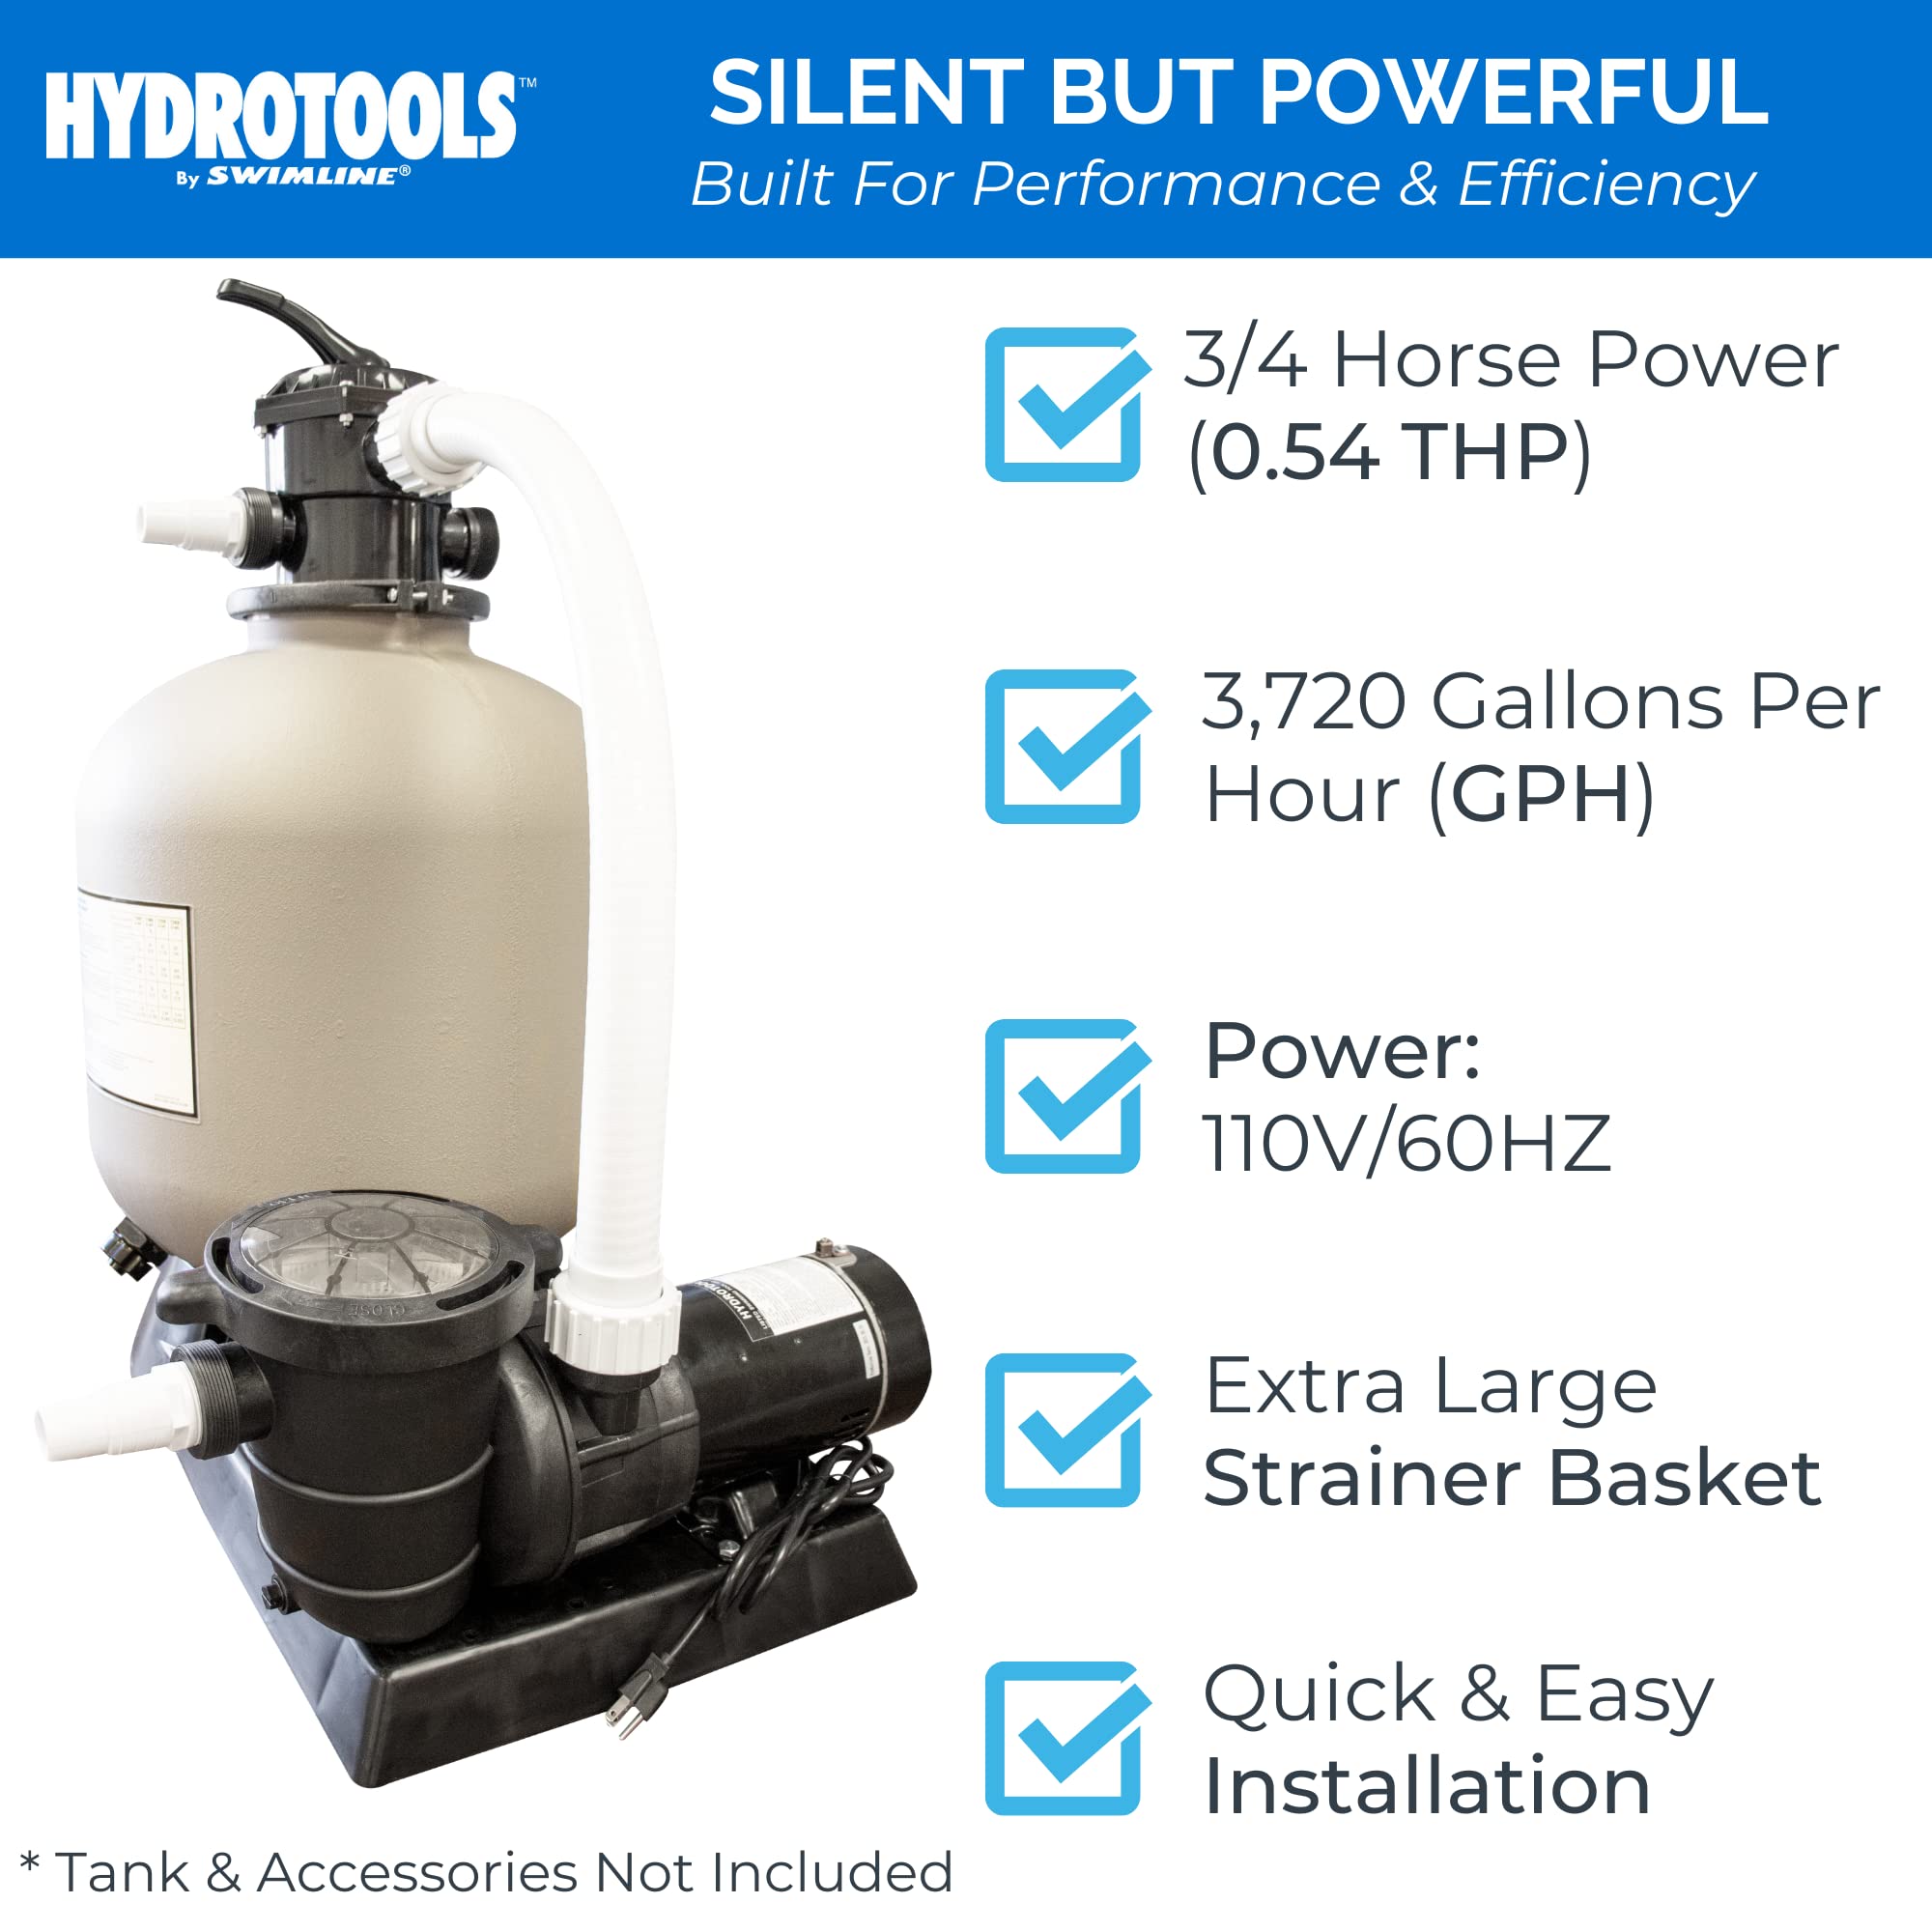 HYDROTOOLS™
By SWIMLINE®
SILENT BUT POWERFUL
Built For Performance & Efficiency
3/4 Horse Power
(0.54 THP)
3,720 Gallons Per
Hour (GPH)
Power:
110V/60HZ
Extra Large
Strainer Basket
Quick & Easy
Installation
CLOSE
* Tank & Accessories Not Included